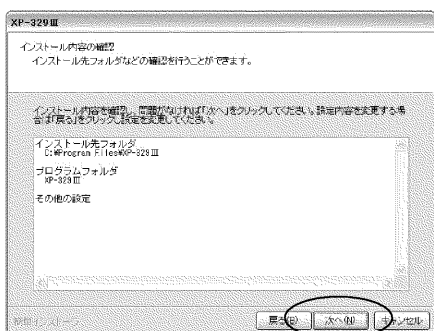 XP-329Ⅲ
インストール内容の確認
インストール先フォルダなどの確認を行うことができます。
インストール内容を確認し、問題がなければ「次へ」をクリックしてください。設定内容を変更する場
合は「戻る」をクリックし設定を変更してください。
インストール先フォルダ
C:¥Program Files¥XP-329Ⅲ
プログラムフォルダ
XP-329Ⅲ
その他の設定
戻る(B) 次へ(N) キャンセル